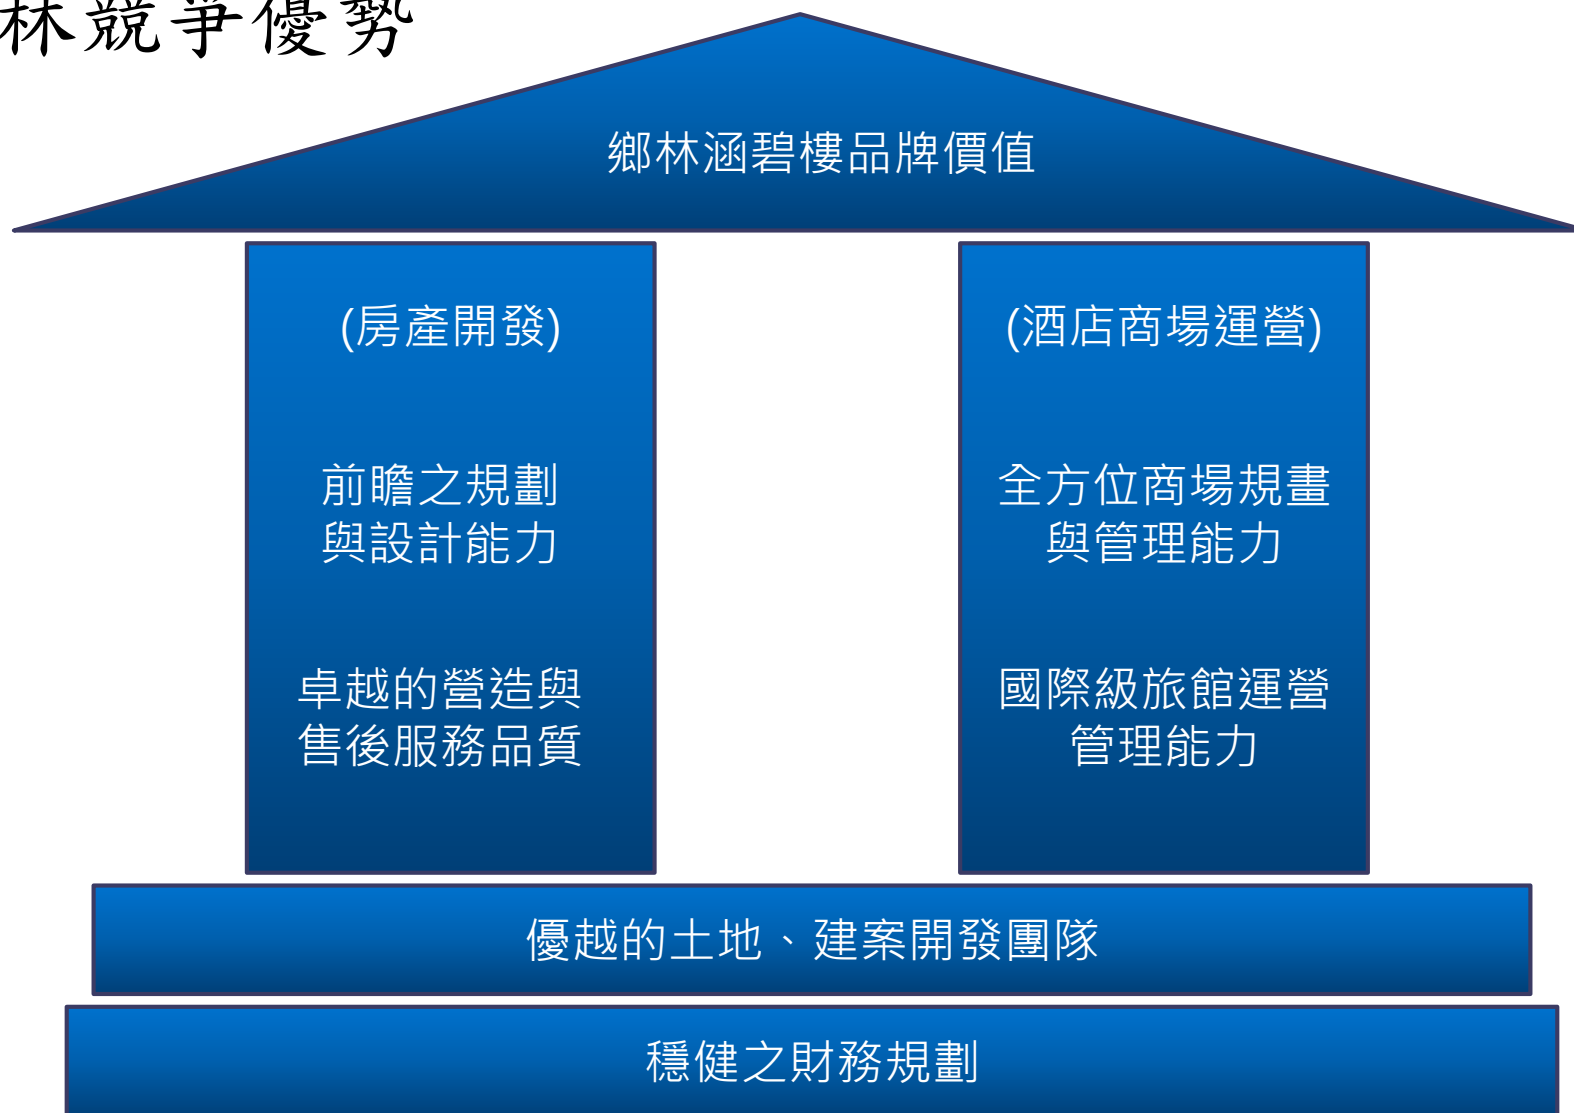 林競爭優勢
鄉林涵碧樓品牌價值
(房產開發)
前瞻之規劃
與設計能力
卓越的營造與
售後服務品質
(酒店商場運營)
全方位商場規畫
與管理能力
國際級旅館運營
管理能力
優越的土地、建案開發團隊
穩健之財務規劃